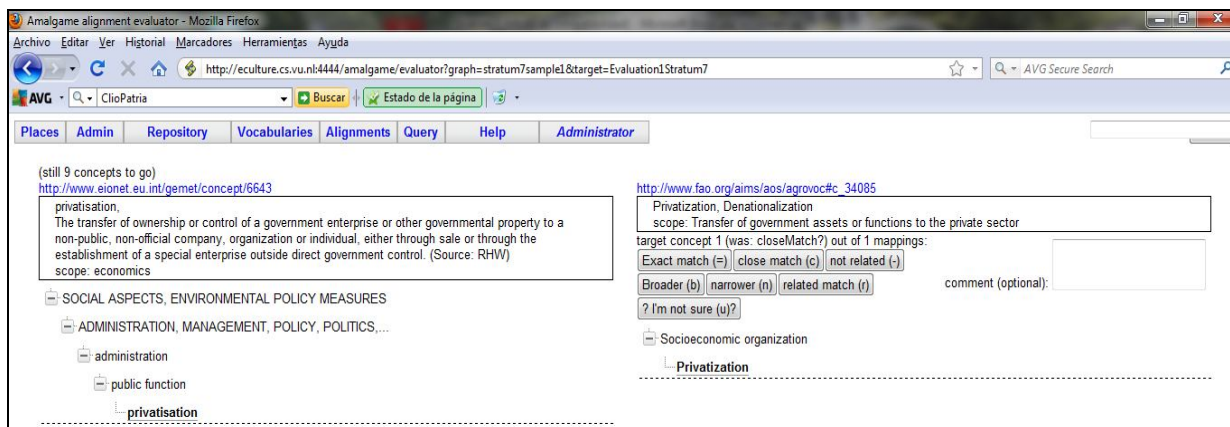 Amalgame alignment evaluator - Mozilla Firefox
Archivo Editar Ver Historial Marcadores Herramientas Ayuda
http://eculture.cs.vu.nl:4444/amalgame/evaluator?graph=stratum7sample1&target=Evaluation1Stratum7
AVG Secure Search
AVG ClioPatria Buscar Estado de la página
Places Admin Repository Vocabularies Alignments Query Help Administrator
(still 9 concepts to go)
http://www.eionet.eu.int/gemet/concept/6643
privatisation,
The transfer of ownership or control of a government enterprise or other governmental property to a
non-public, non-official company, organization or individual, either through sale or through the
establishment of a special enterprise outside direct government control. (Source: RHW)
scope: economics
SOCIAL ASPECTS, ENVIRONMENTAL POLICY MEASURES
ADMINISTRATION, MANAGEMENT, POLICY, POLITICS,...
administration
public function
privatisation
http://www.fao.org/aims/aos/agrovoc#c_34085
Privatization, Denationalization
scope: Transfer of government assets or functions to the private sector
target concept 1 (was: closeMatch?) out of 1 mappings:
Exact match (=) close match (c) not related (-)
Broader (b) narrower (n) related match (r) comment (optional):
? I'm not sure (u)?
Socioeconomic organization
Privatization